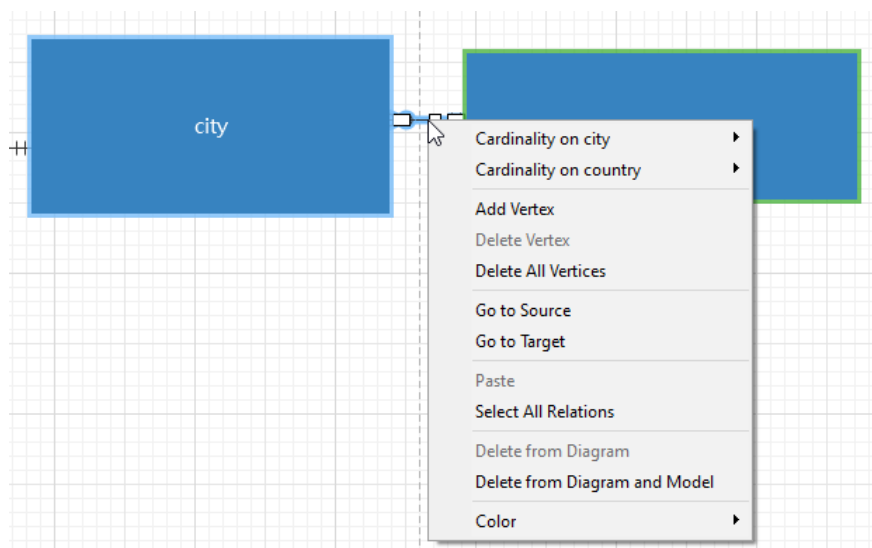 city
Cardinality on city
Cardinality on country
Add Vertex
Delete Vertex
Delete All Vertices
Go to Source
Go to Target
Paste
Select All Relations
Delete from Diagram
Delete from Diagram and Model
Color